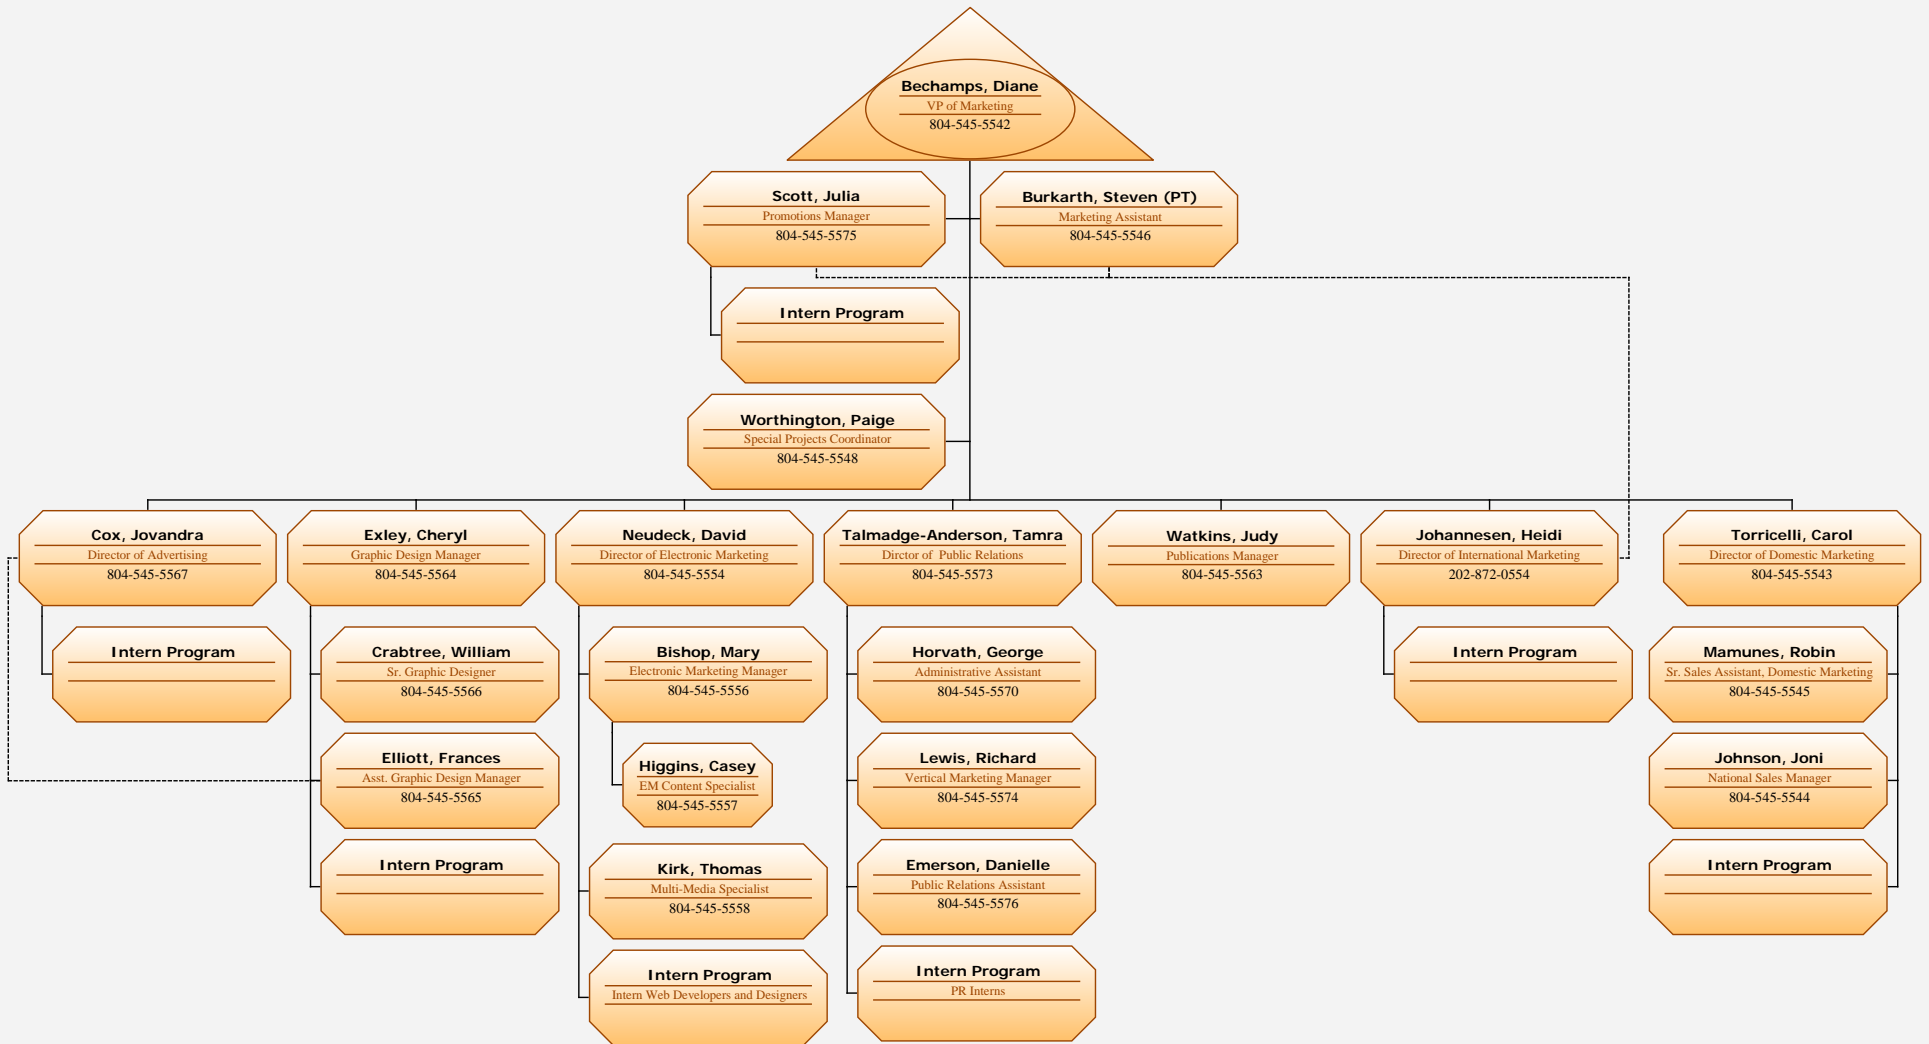 Bechamps, Diane
VP of Marketing
804-545-5542
Scott, Julia
Promotions Manager
804-545-5575
Burkarth, Steven (PT)
Marketing Assistant
804-545-5546
Intern Program
Worthington, Paige
Special Projects Coordinator
804-545-5548
Cox, Jovandra
Director of Advertising
804-545-5567
Exley, Cheryl
Graphic Design Manager
804-545-5564
Neudeck, David
Director of Electronic Marketing
804-545-5554
Talmadge-Anderson, Tamra
Dirctor of  Public Relations
804-545-5573
Watkins, Judy
Publications Manager
804-545-5563
Johannesen, Heidi
Director of International Marketing
202-872-0554
Torricelli, Carol
Director of Domestic Marketing
804-545-5543
Intern Program
Crabtree, William
Sr. Graphic Designer
804-545-5566
Elliott, Frances
Asst. Graphic Design Manager
804-545-5565
Intern Program
Bishop, Mary
Electronic Marketing Manager
804-545-5556
Higgins, Casey
EM Content Specialist
804-545-5557
Kirk, Thomas
Multi-Media Specialist
804-545-5558
Intern Program
Intern Web Developers and Designers
Horvath, George
Administrative Assistant
804-545-5570
Lewis, Richard
Vertical Marketing Manager
804-545-5574
Emerson, Danielle
Public Relations Assistant
804-545-5576
Intern Program
PR Interns
Intern Program
Mamunes, Robin
Sr. Sales Assistant, Domestic Marketing
804-545-5545
Johnson, Joni
National Sales Manager
804-545-5544
Intern Program